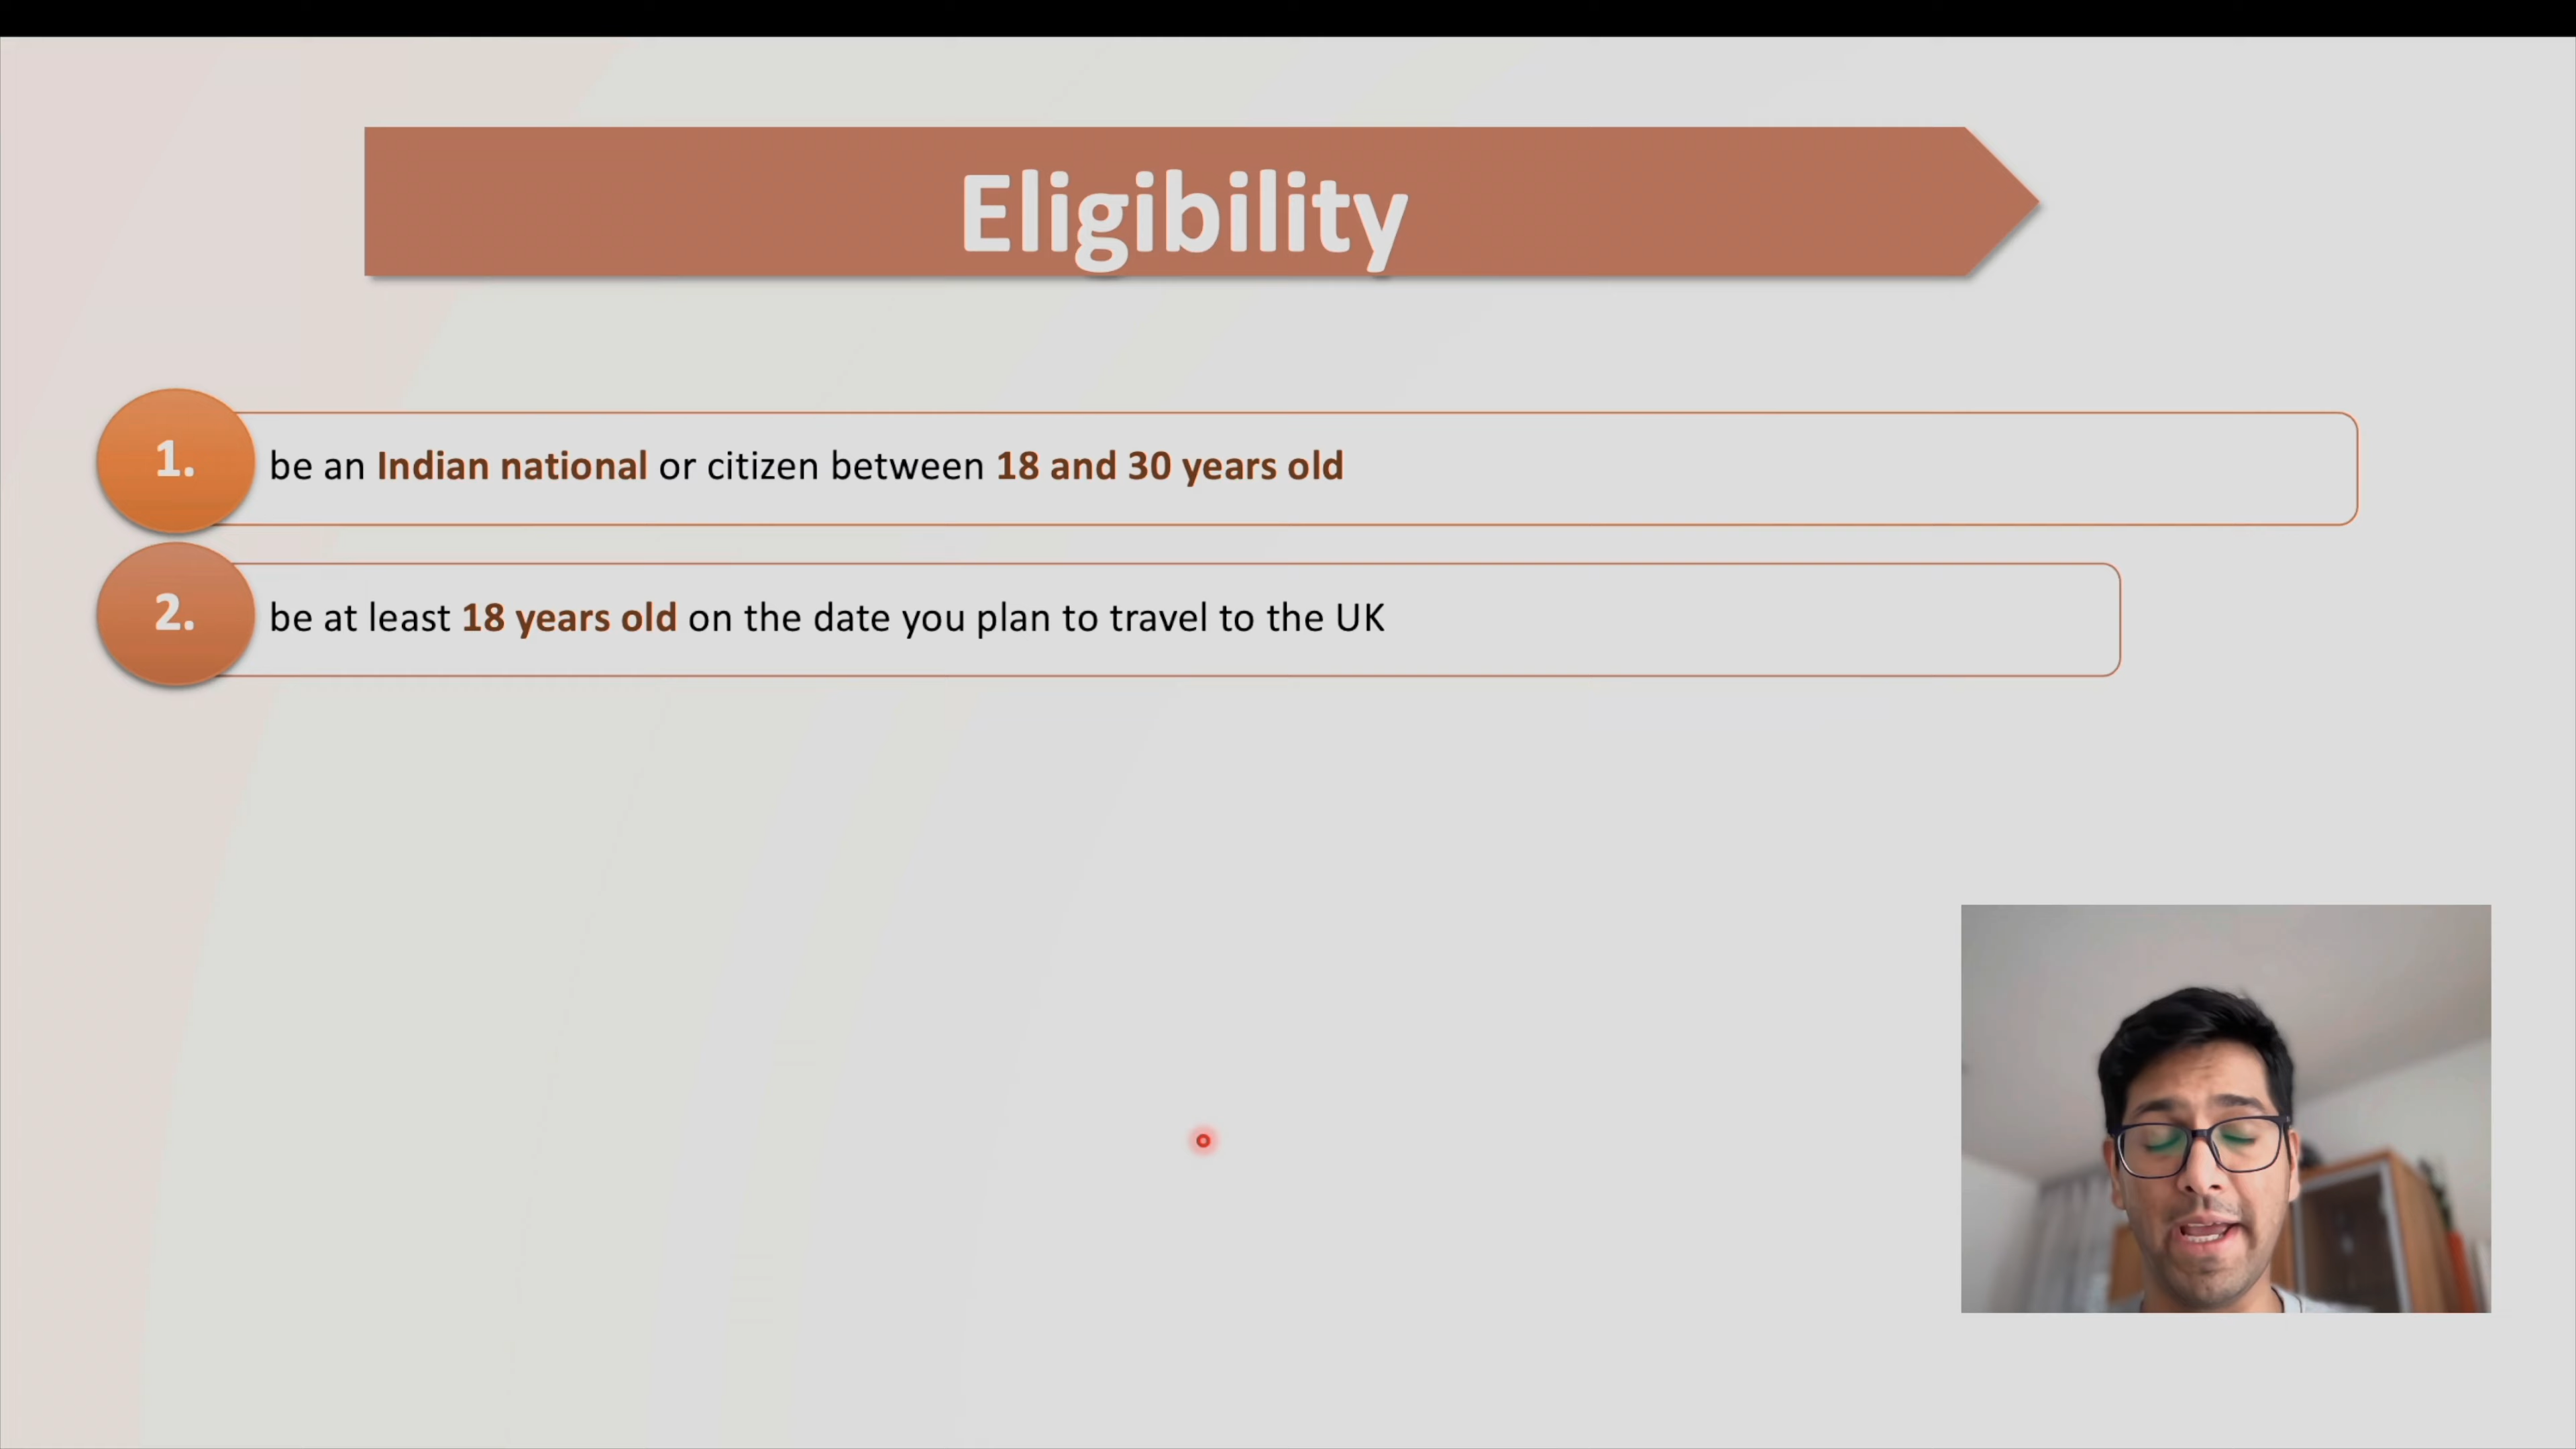 Eligibility
1. be an Indian national or citizen between 18 and 30 years old
2. be at least 18 years old on the date you plan to travel to the UK